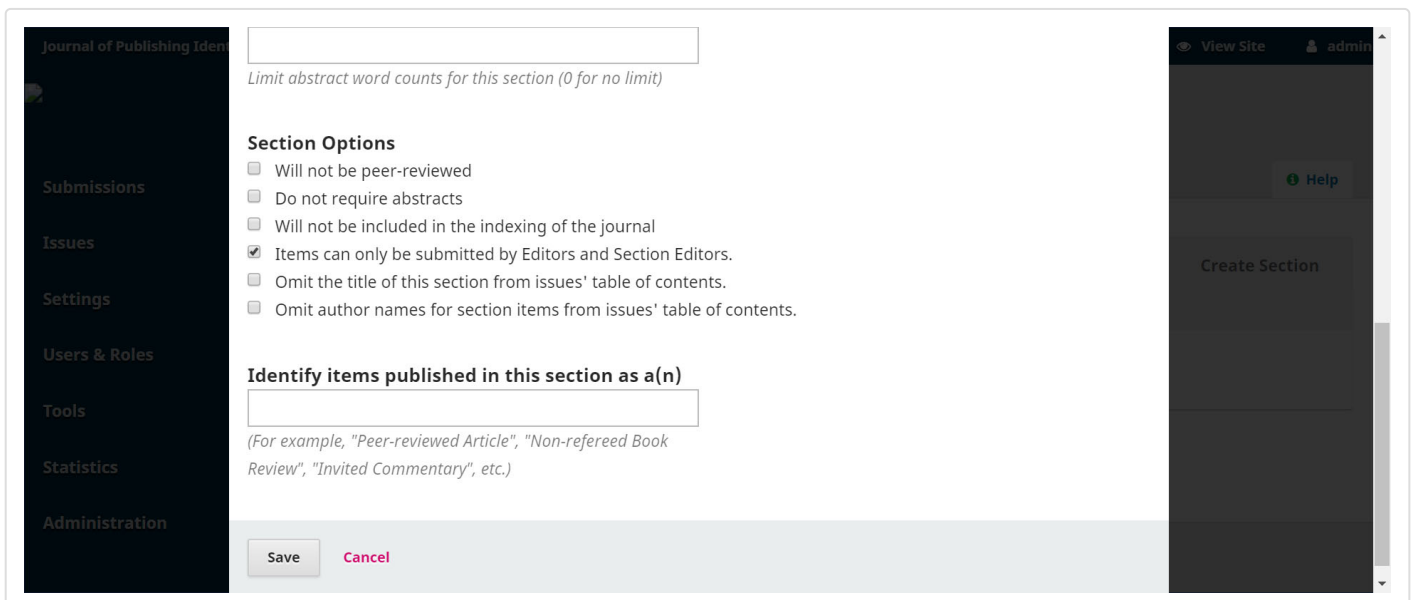 Journal of Publishing Iden
View Site
admin
Limit abstract word counts for this section (0 for no limit)
Section Options
Will not be peer-reviewed
Do not require abstracts
Will not be included in the indexing of the journal
Items can only be submitted by Editors and Section Editors.
Omit the title of this section from issues' table of contents.
Omit author names for section items from issues' table of contents.
Submissions
Issues
Settings
Users & Roles
Tools
Statistics
Administration
Help
Create Section
Identify items published in this section as a(n)
(For example, "Peer-reviewed Article", "Non-refereed Book
Review", "Invited Commentary", etc.)
Save
Cancel